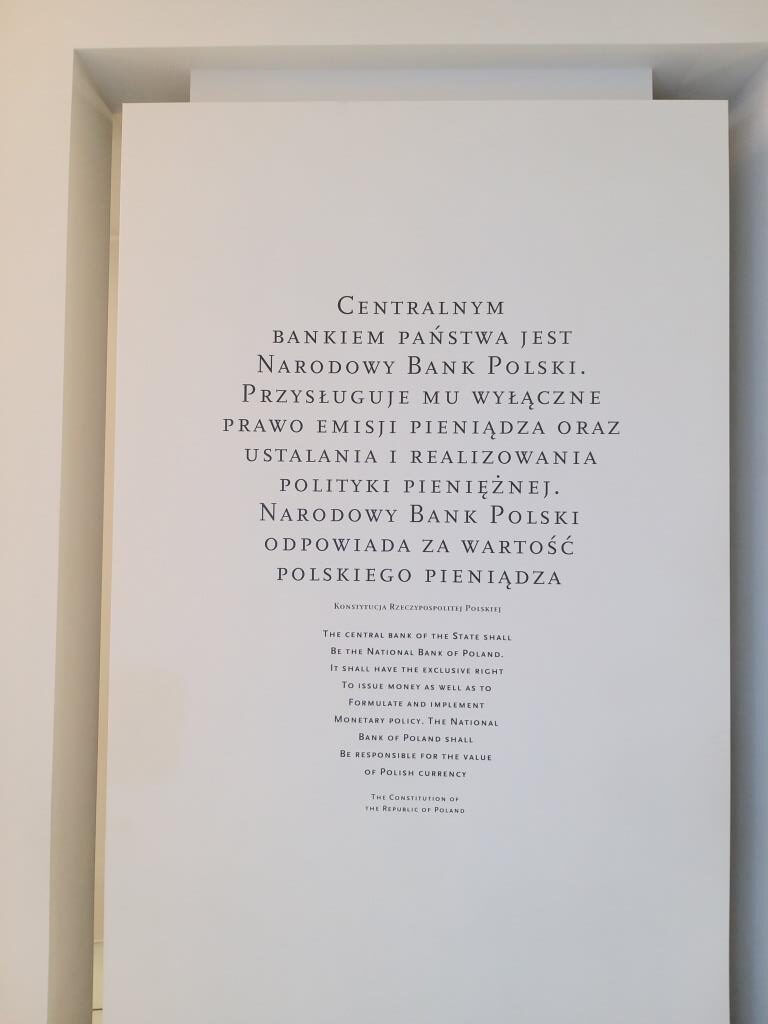 Centralnym
bankiem państwa jest
Narodowy Bank Polski.
Przysługuje mu wyłączne
prawo emisji pieniądza oraz
ustalania i realizowania
polityki pieniężnej.
Narodowy Bank Polski
odpowiada za wartość
polskiego pieniądza
Konstytucja Rzeczypospolitej Polskiej
The central bank of the State shall
Be the National Bank of Poland.
It shall have the exclusive right
To issue money as well as to
Formulate and implement
Monetary policy. The National
Bank of Poland shall
Be responsible for the value
of Polish currency
The Constitution of
the Republic of Poland